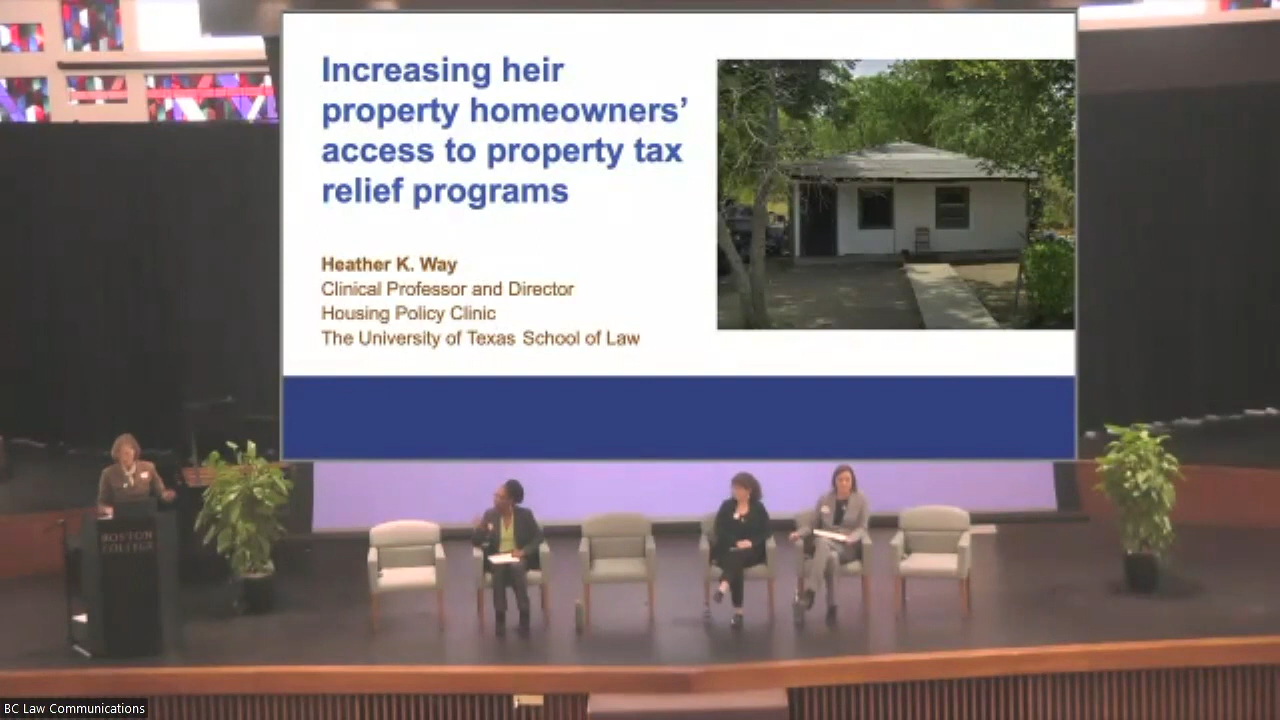 Increasing heir
property homeowners’
access to property tax
relief programs
Heather K. Way
Clinical Professor and Director
Housing Policy Clinic
The University of Texas School of Law
BOSTON
COLLEGE
BC Law Communications